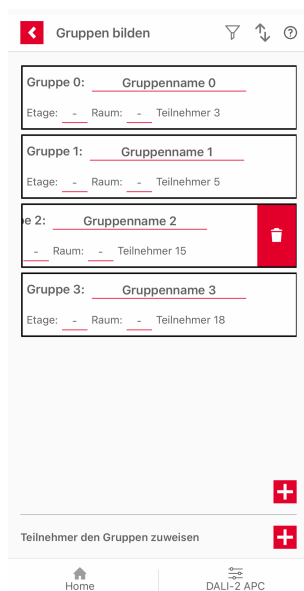 Gruppen bilden
Gruppe 0: Gruppenname 0
Etage: - Raum: - Teilnehmer 3
Gruppe 1: Gruppenname 1
Etage: - Raum: - Teilnehmer 5
e 2: Gruppenname 2
- Raum: - Teilnehmer 15
Gruppe 3: Gruppenname 3
Etage: - Raum: - Teilnehmer 18
Teilnehmer den Gruppen zuweisen
Home DALI-2 APC